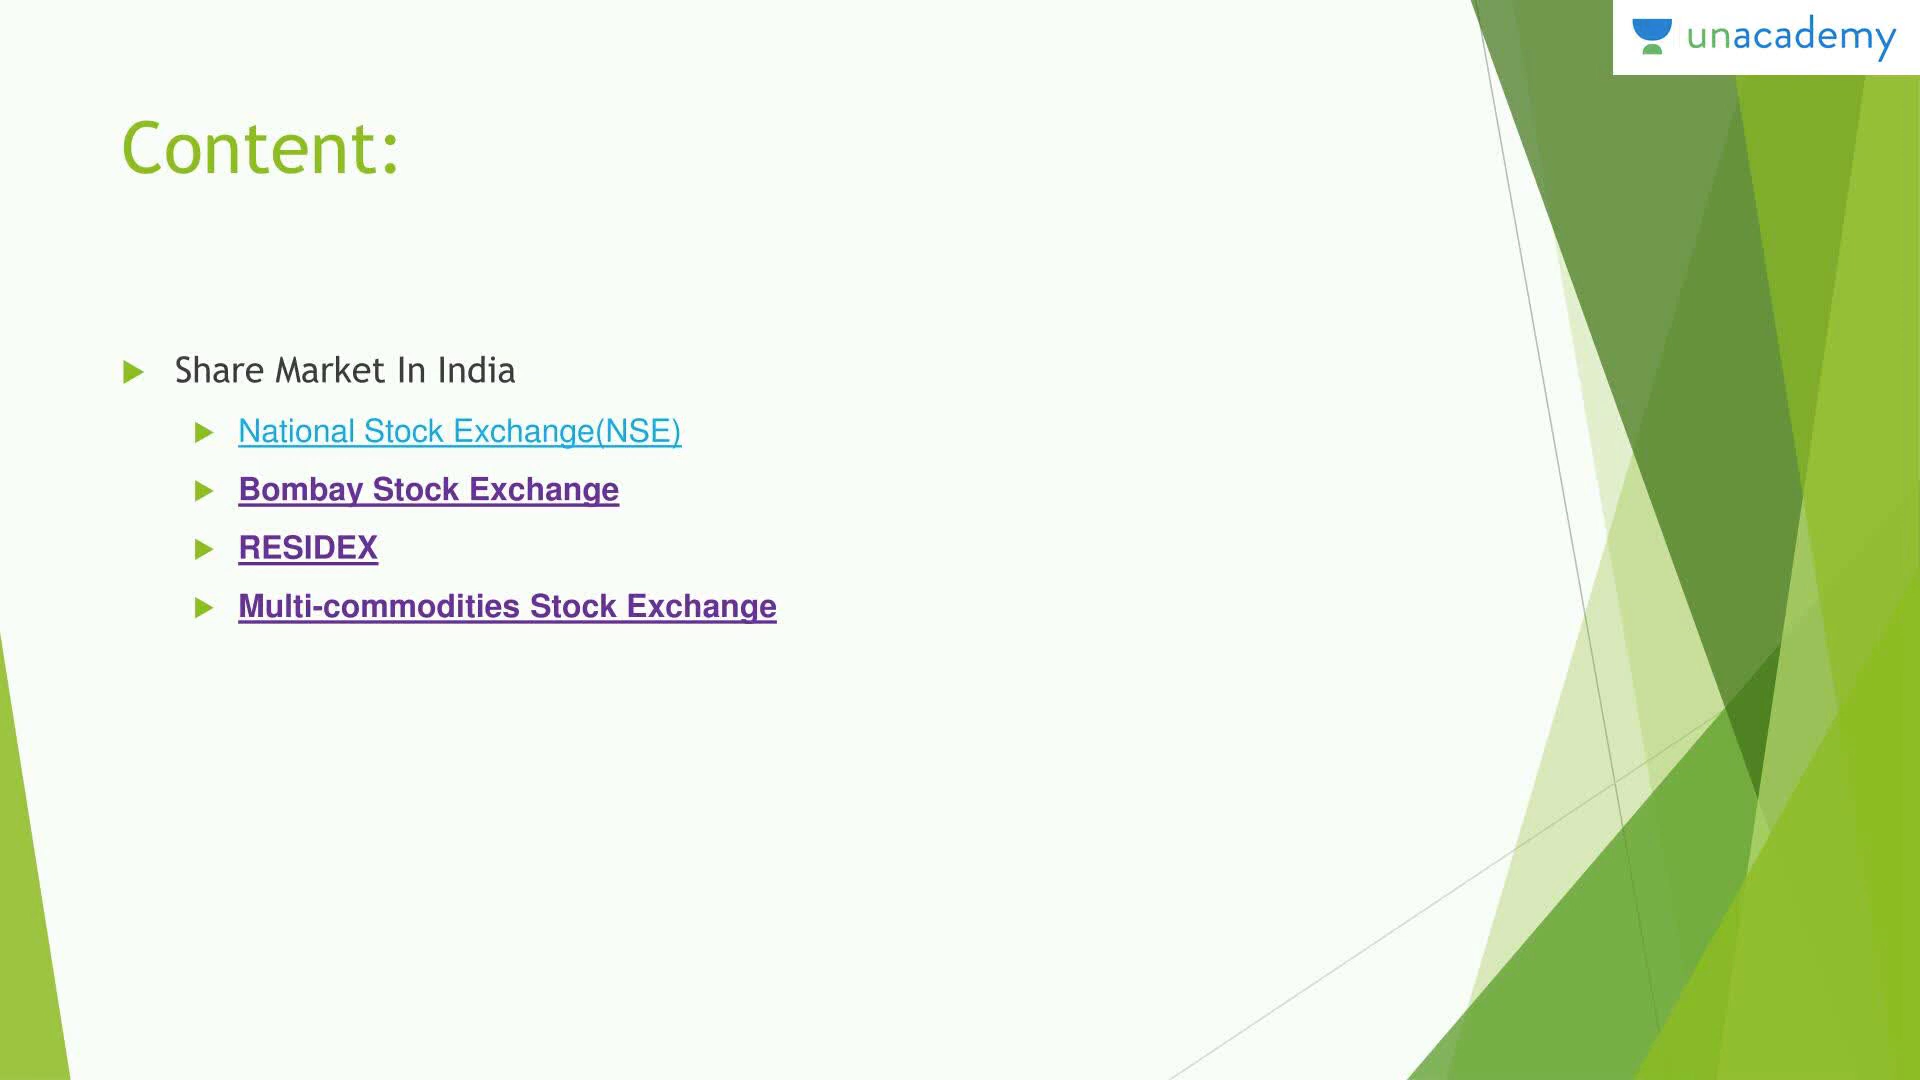 unacademy
Content:
Share Market In India
National Stock Exchange(NSE)
Bombay Stock Exchange
RESIDEX
Multi-commodities Stock Exchange